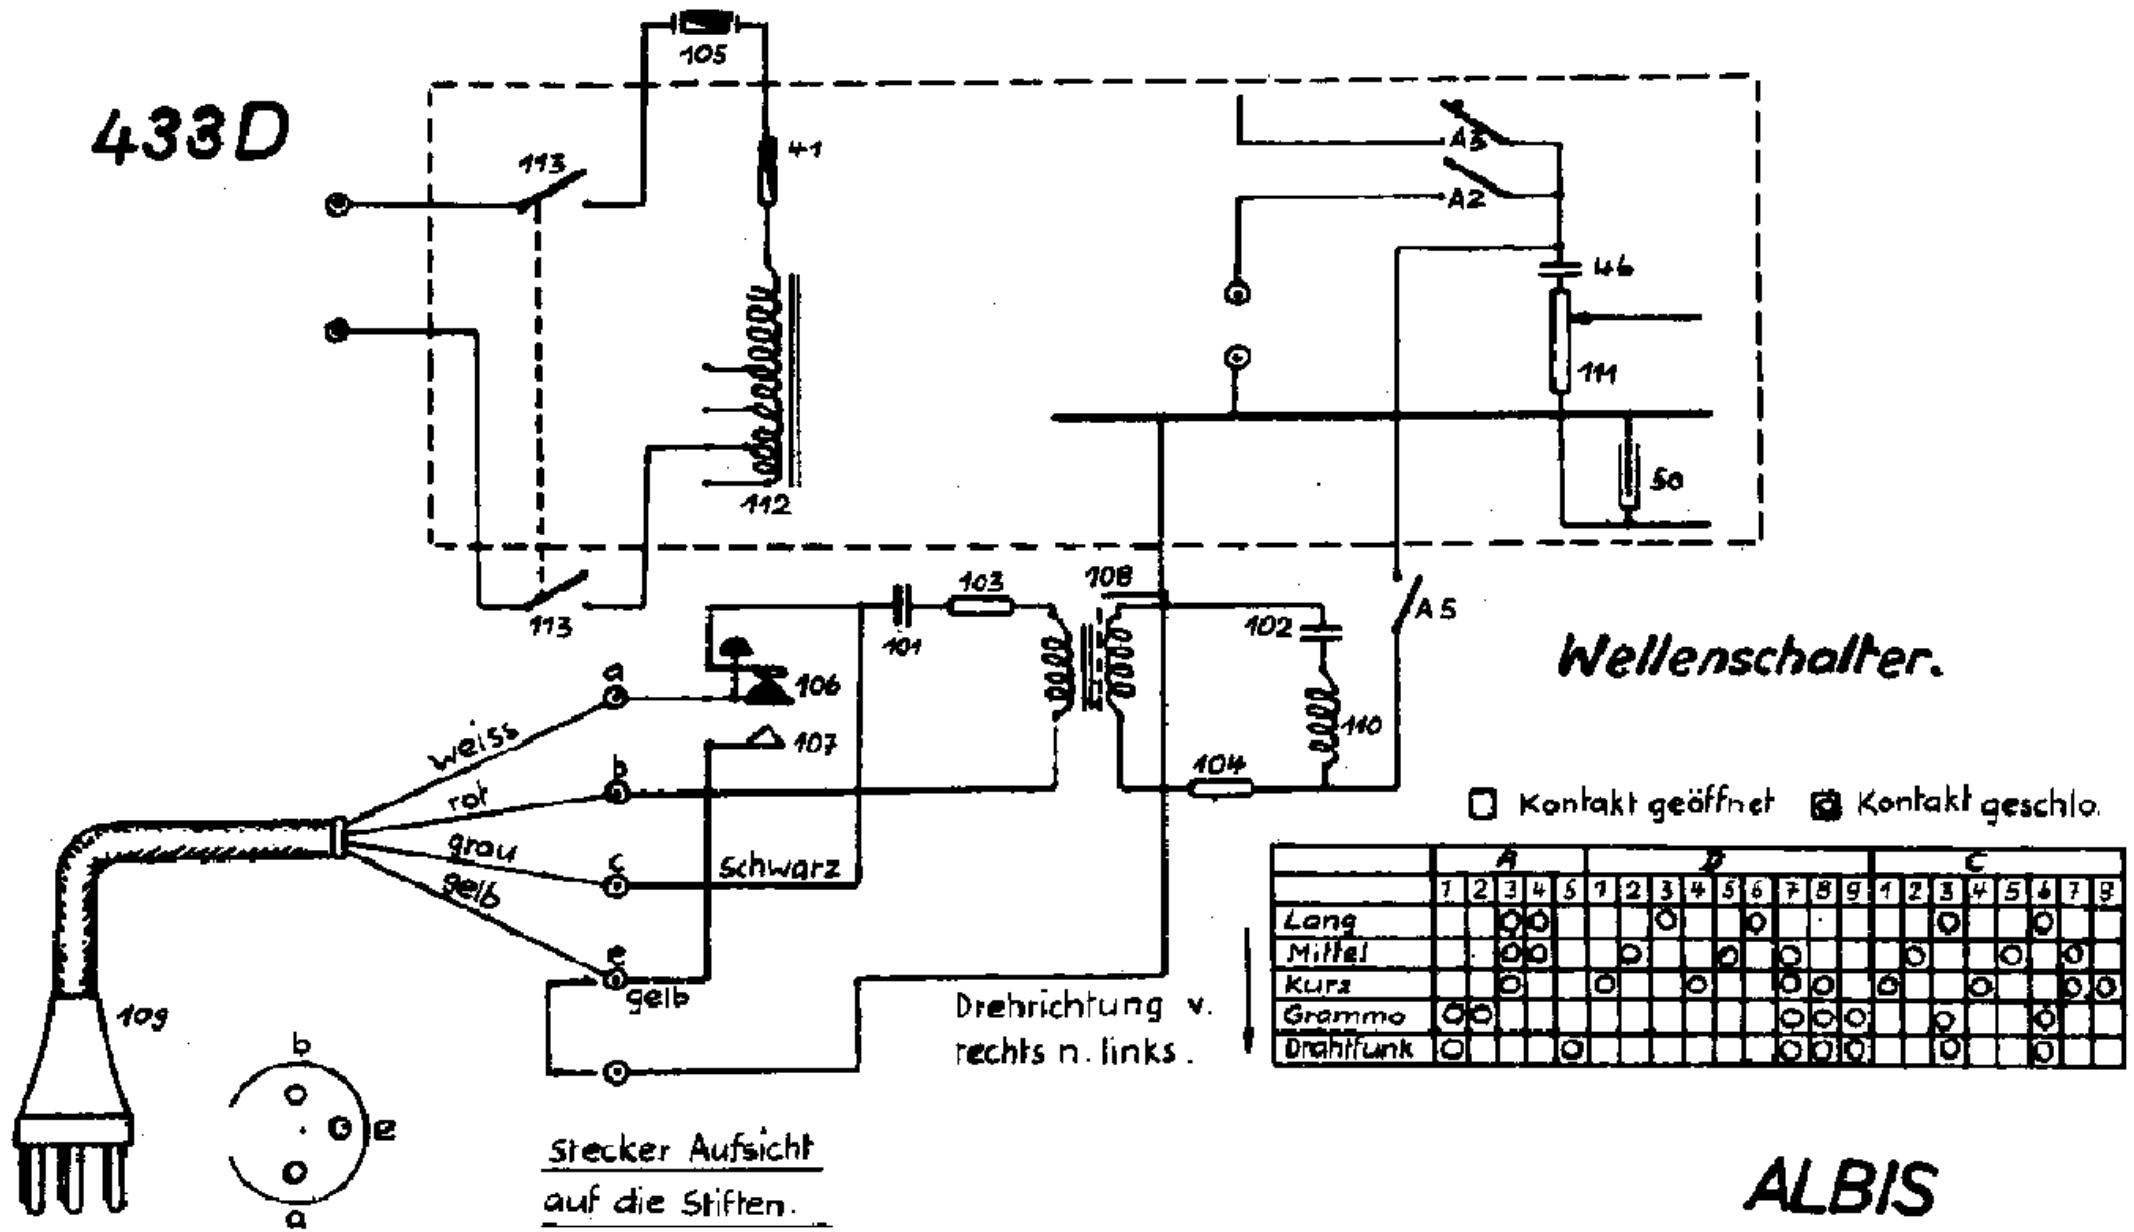 105
433D
113
41
A3
A2
46
111
50
112
113
101
103
108
102
A5
110
104
106
107
Wellenschalter.
a
weiss
b
rot
c
grau
schwarz
gelb
e
gelb
109
b
e
a
Kontakt geöffnet
Kontakt geschlo.
A D C
1 2 3 4 5 1 2 3 4 5 6 7 8 9 1 2 3 4 5 6 7 8
Lang
Mittel
Kurz
Grammo
Drahtfunk
Drehrichtung v.
rechts n. links.
Stecker Aufsicht
auf die Stiften.
ALBIS